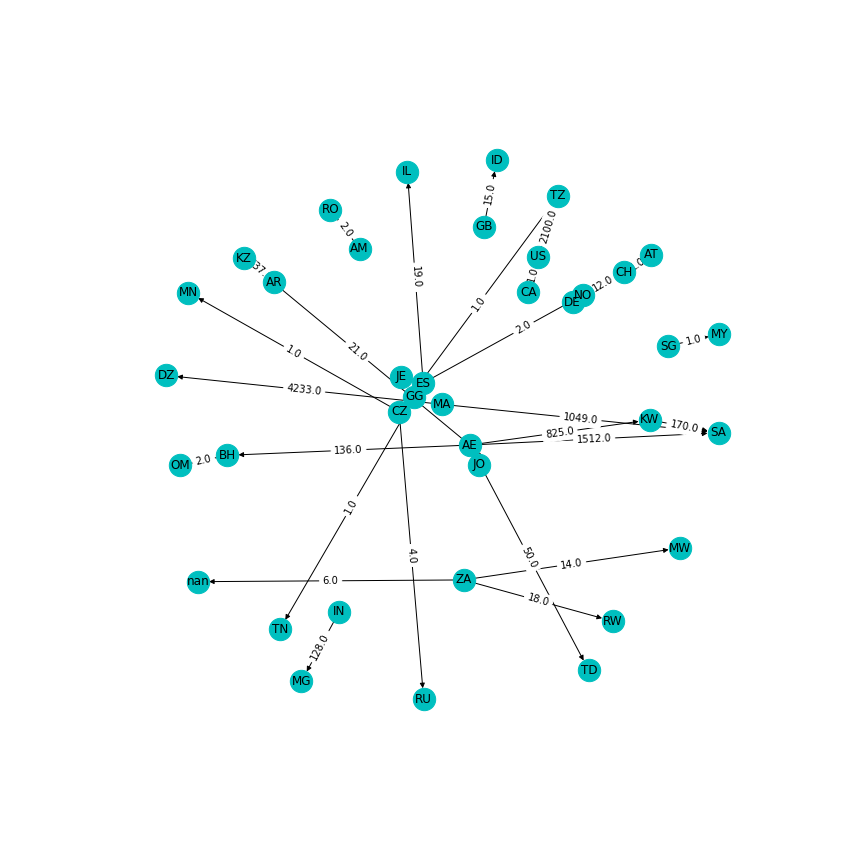 ID
IL
15.0
TZ
RO
2.0
GB
2100.0
AM
KZ
37.
AR
US
AT
CH
.0
19.0
1.0
CA
12.0
NO
DE
MN
1.0
2.0
SG
1.0
MY
1.0
21.0
DZ
4233.0
JE
ES
GG
MA
CZ
1049.0
KW
170.0
SA
825.0
1512.0
AE
136.0
BH
2.0
OM
JO
1.0
4.0
50.0
14.0
MW
nan
6.0
ZA
18.0
RW
IN
TN
128.0
MG
TD
RU